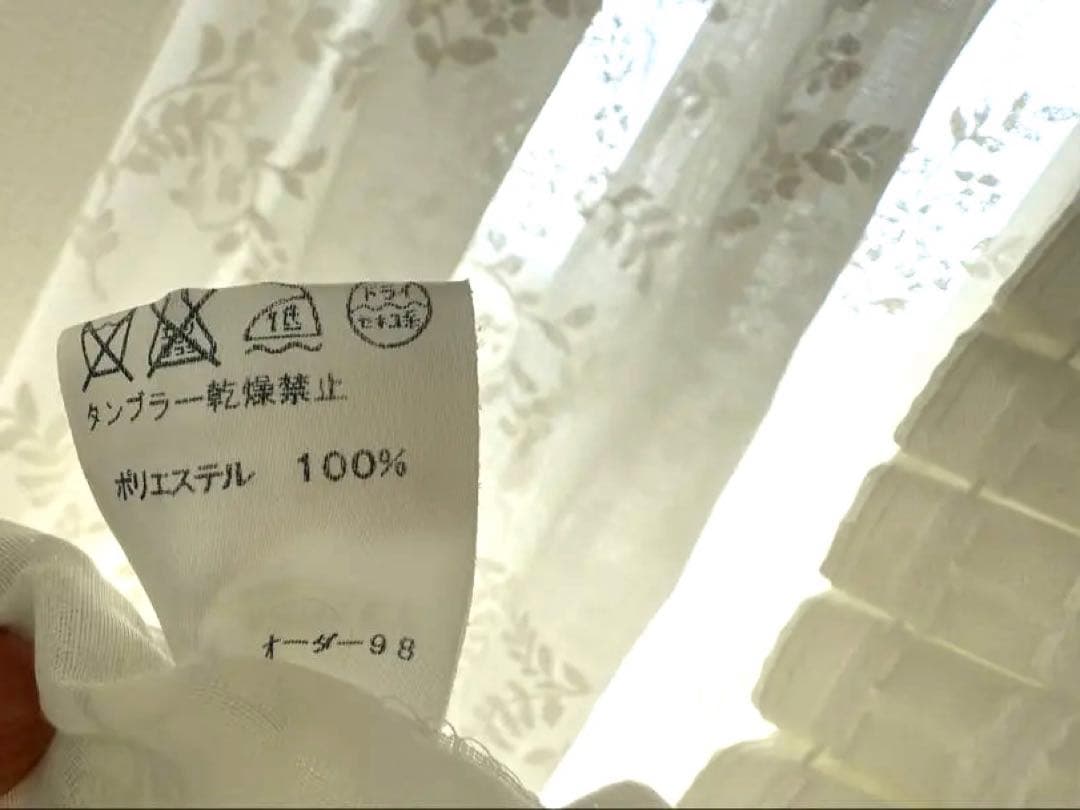 低 ドライ セキユ系
タンブラー乾燥禁止
ポリエステル 100%
オーダー98